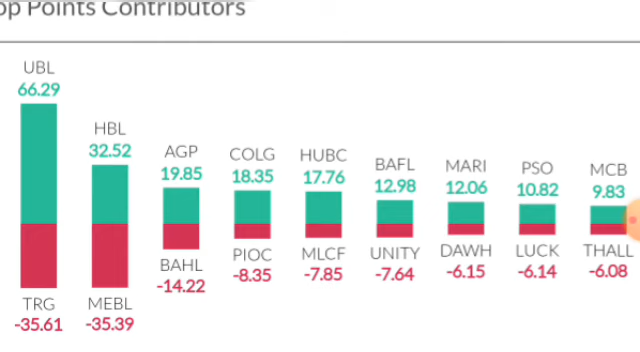 op Points Contributors
UBL
66.29
HBL
32.52
AGP
19.85
COLG
18.35
HUBC
17.76
BAFL
12.98
MARI
12.06
PSO
10.82
MCB
9.83
TRG
-35.61
MEBL
-35.39
BAHL
-14.22
PIOC
-8.35
MLCF
-7.85
UNITY
-7.64
DAWH
-6.15
LUCK
-6.14
THALL
-6.08